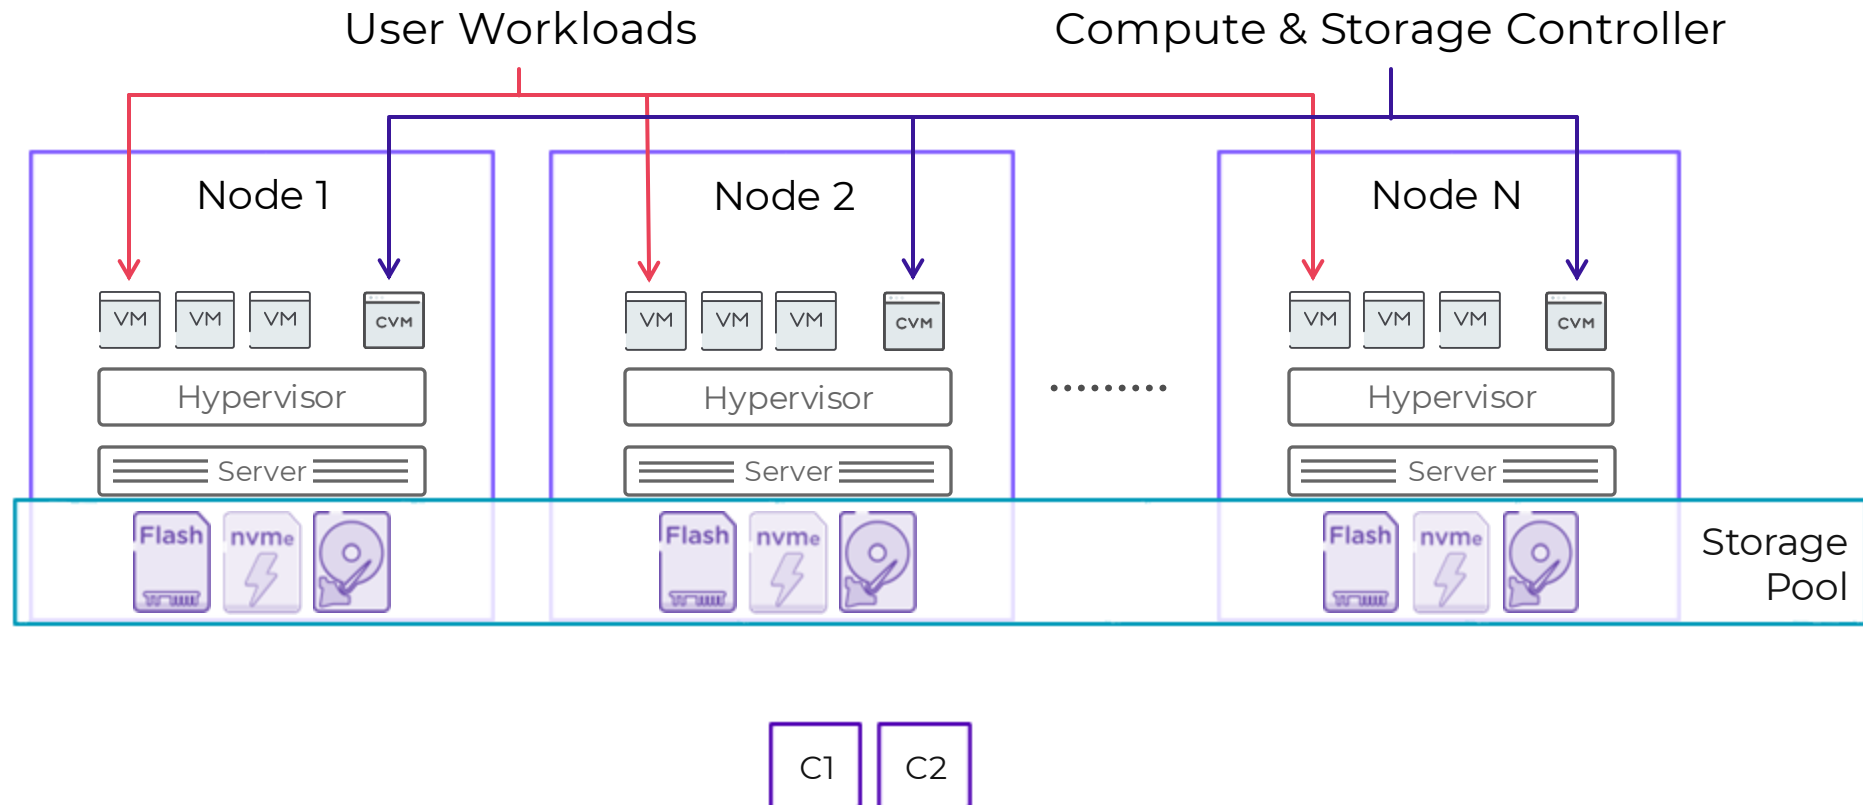 User Workloads
Compute & Storage Controller
Node 1
Node 2
Node N
VM VM VM CVM
VM VM VM CVM
VM VM VM CVM
Hypervisor
Hypervisor
.........
Hypervisor
Server
Server
Server
Flash nvme
Flash nvme
Flash nvme
Storage
Pool
C1 C2